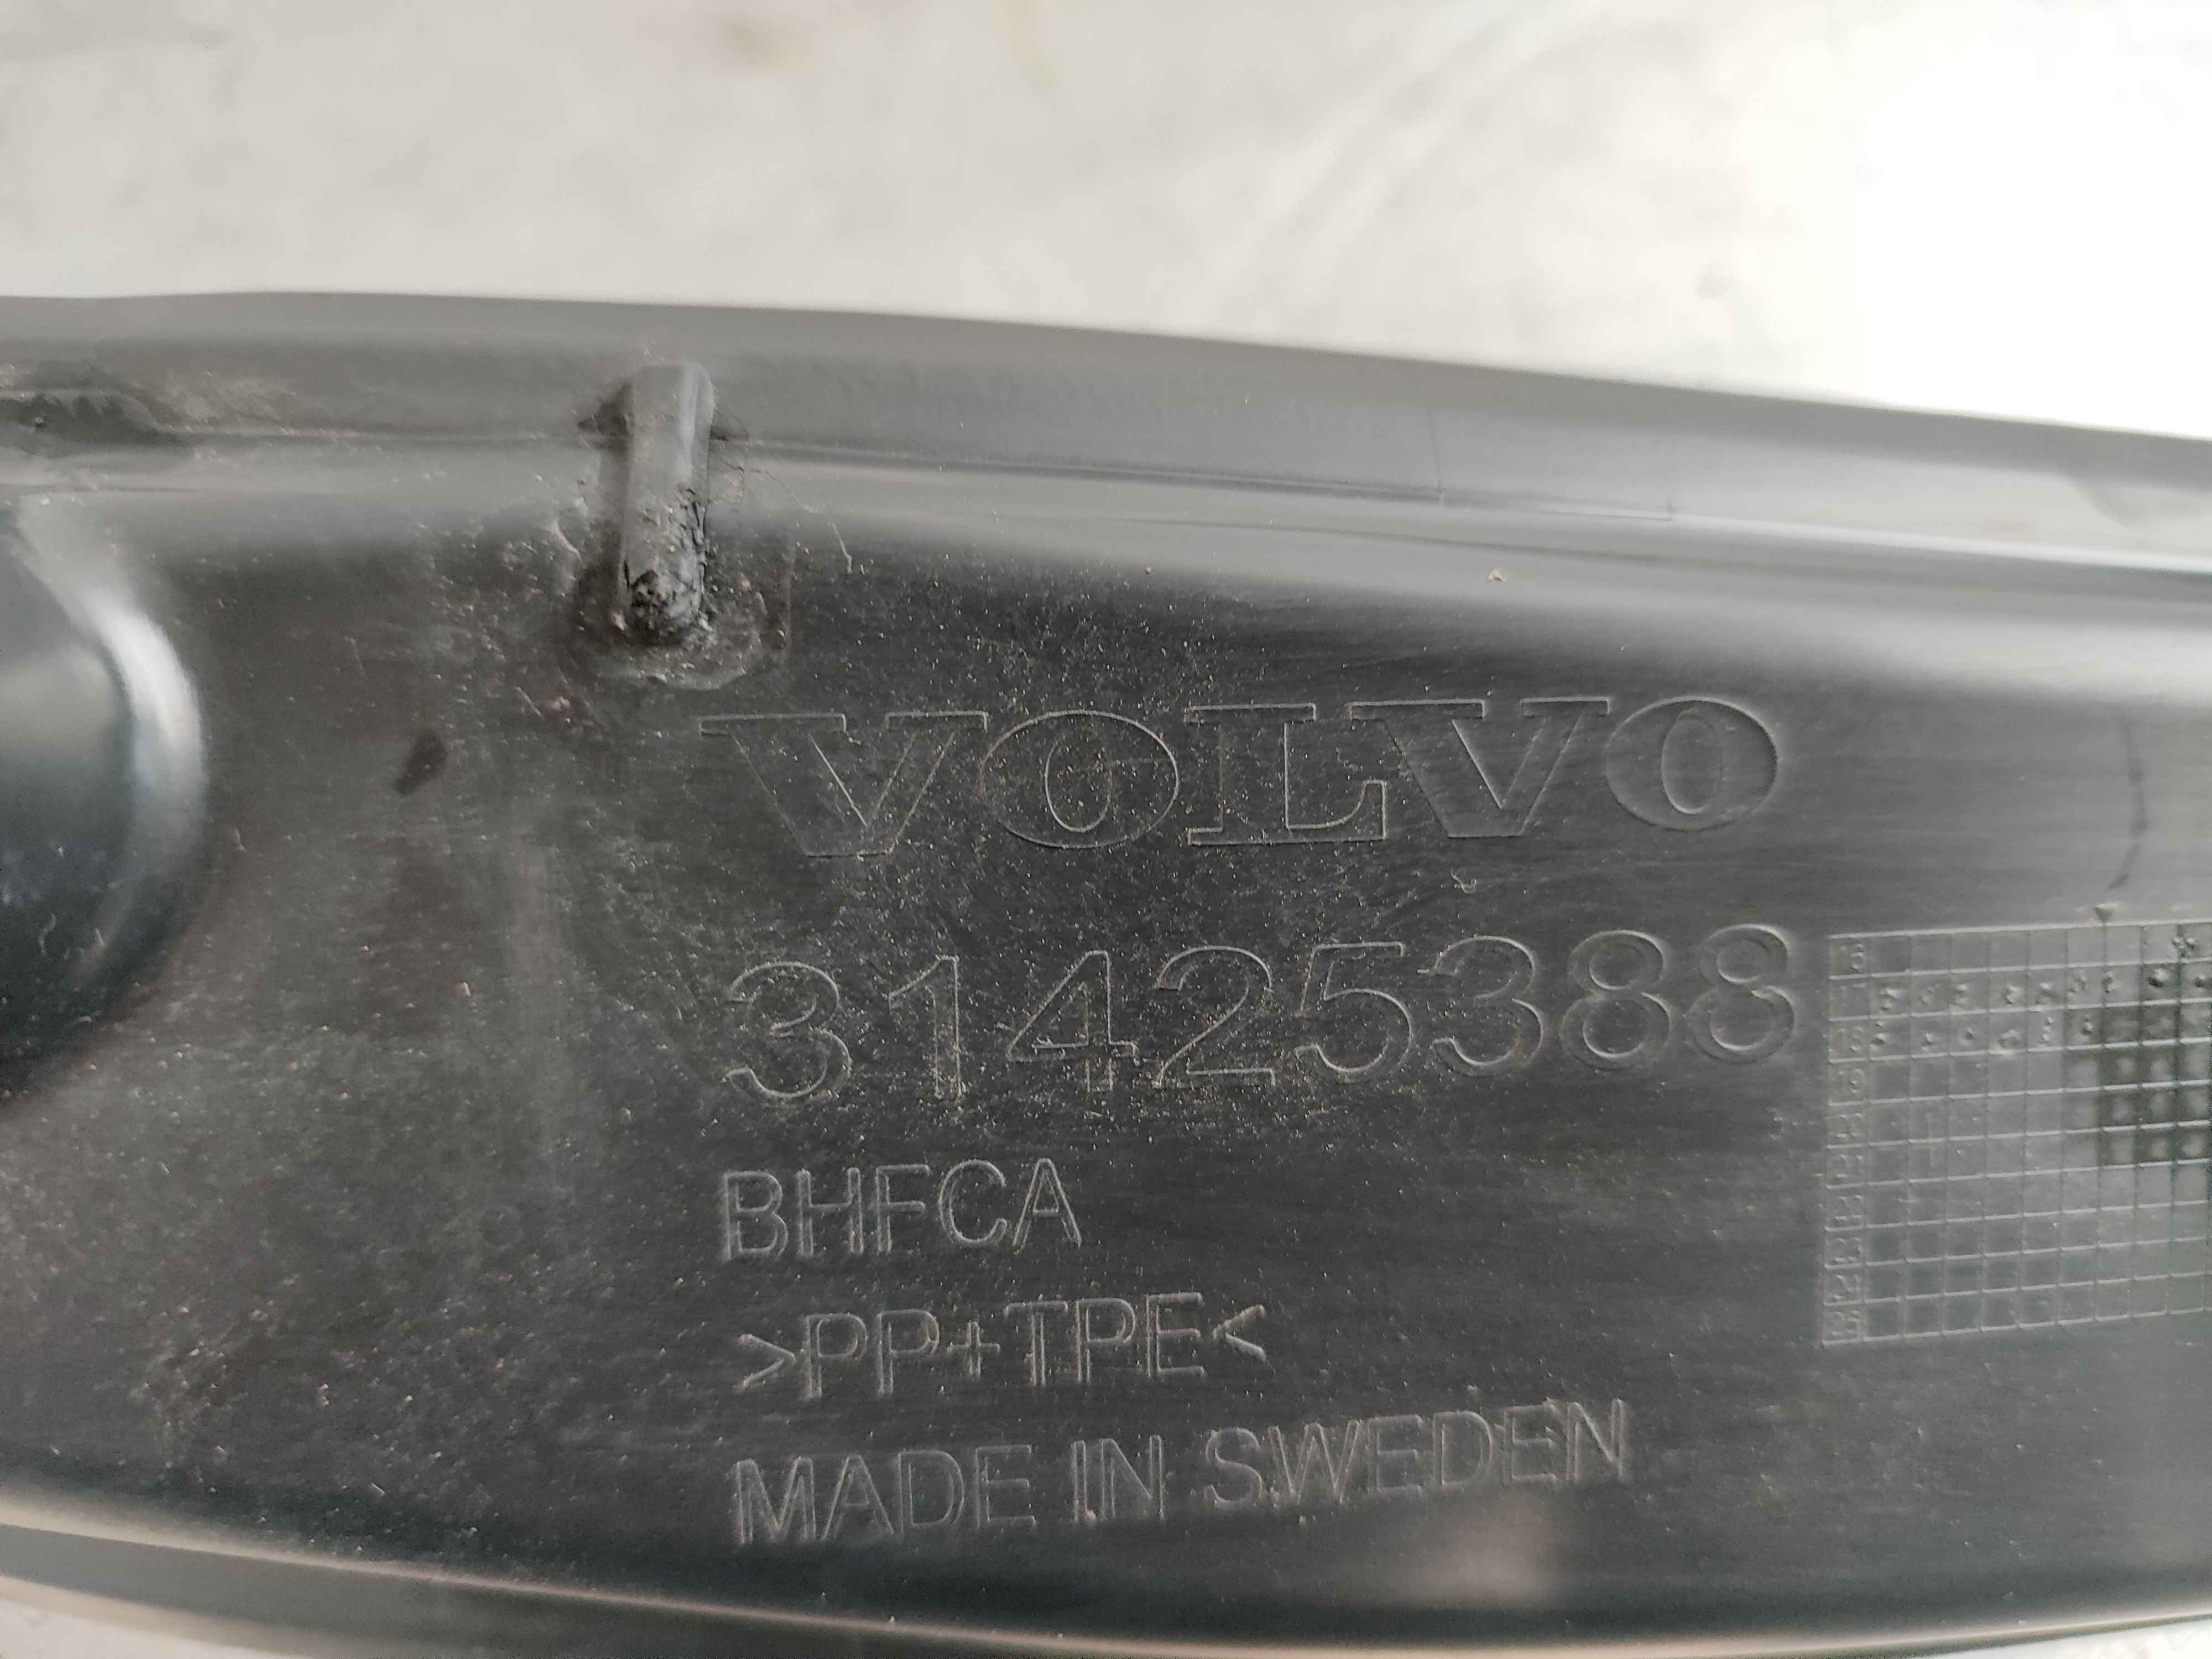 VOLVO
31425388
BHFCA
>PP+TPE<
MADE IN SWEDEN